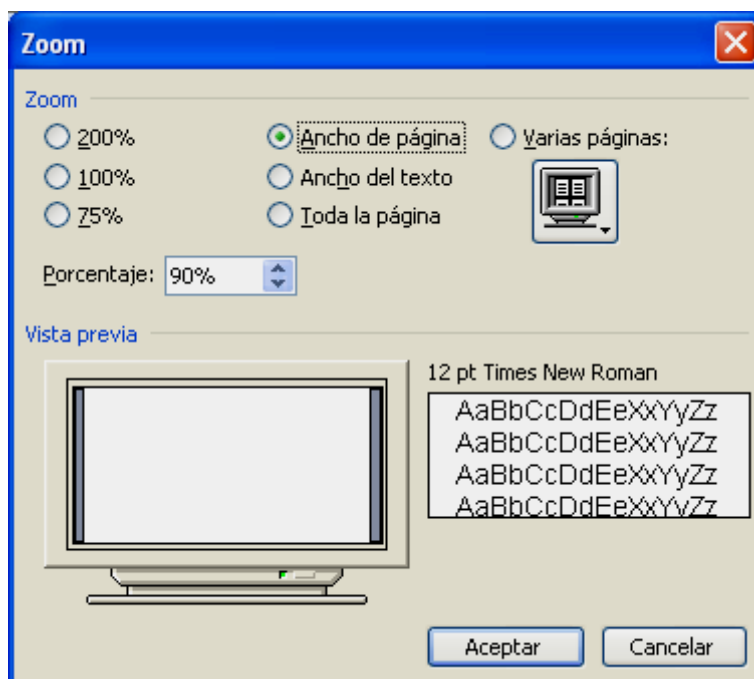 Zoom
Zoom
200% Ancho de página Varias páginas:
100% Ancho del texto
75% Toda la página
Porcentaje: 90%
Vista previa
12 pt Times New Roman
AaBbCcDdEeXxYyZz
AaBbCcDdEeXxYyZz
AaBbCcDdEeXxYyZz
AaBbCcDdEeXxYyZz
Aceptar Cancelar